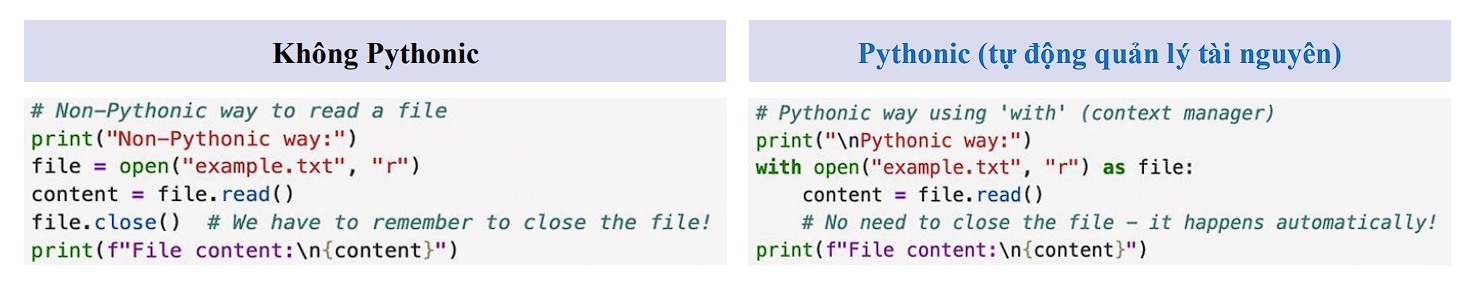 Không Pythonic
# Non-Pythonic way to read a file
print("Non-Pythonic way:")
file = open("example.txt", "r")
content = file.read()
file.close()  # We have to remember to close the file!
print(f"File content:\n{content}")
Pythonic (tự động quản lý tài nguyên)
# Pythonic way using 'with' (context manager)
print("\nPythonic way:")
with open("example.txt", "r") as file:
    content = file.read()
    # No need to close the file – it happens automatically!
print(f"File content:\n{content}")